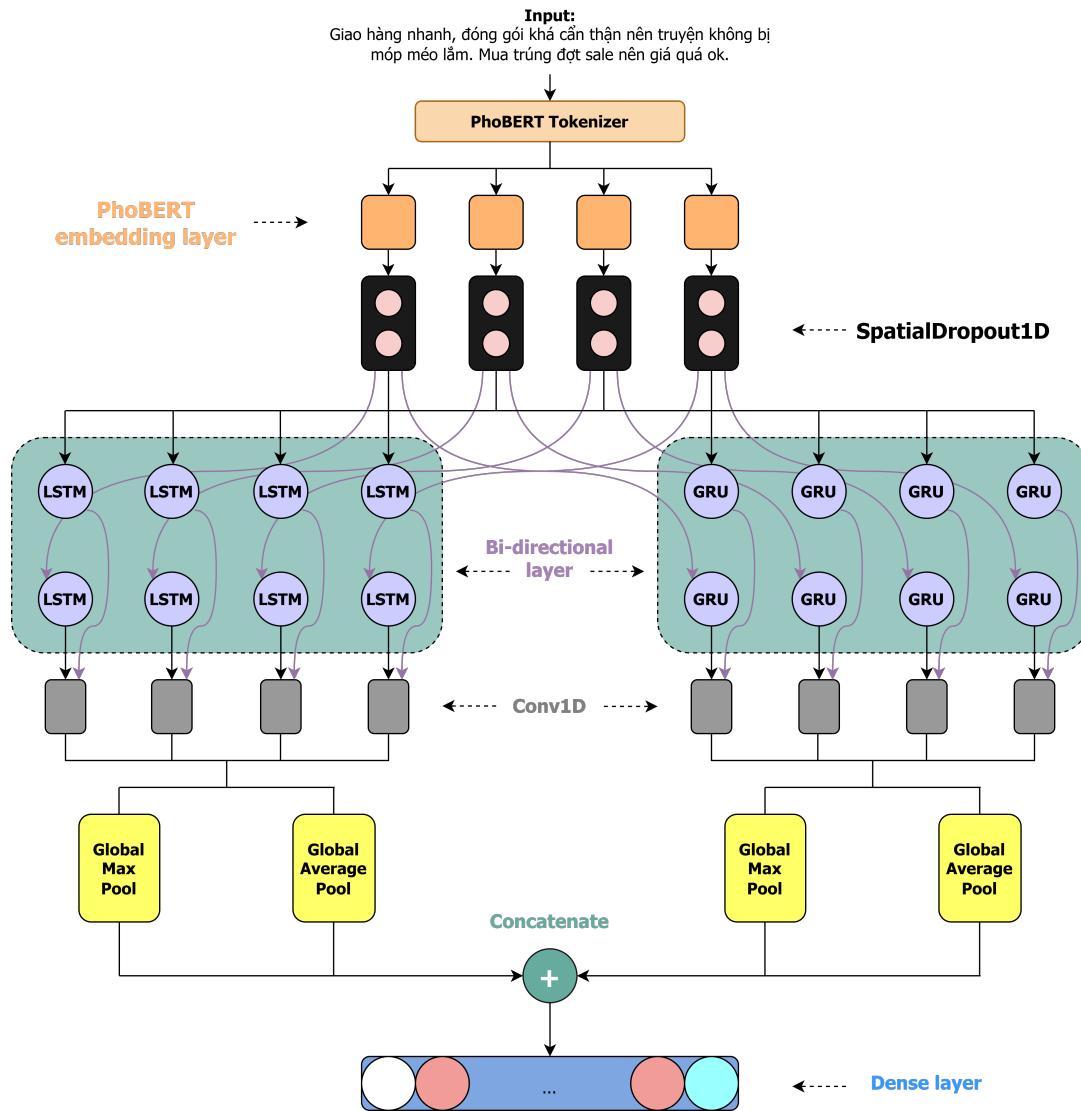 Input:
Giao hàng nhanh, đóng gói khá cẩn thận nên truyện không bị
móp méo lắm. Mua trúng đợt sale nên giá quá ok.
PhoBERT Tokenizer
PhoBERT
embedding layer
SpatialDropout1D
LSTM LSTM LSTM LSTM
GRU GRU GRU GRU
Bi-directional
layer
LSTM LSTM LSTM LSTM
GRU GRU GRU GRU
Conv1D
Global
Max
Pool
Global
Average
Pool
Global
Max
Pool
Global
Average
Pool
Concatenate
+
...
Dense layer